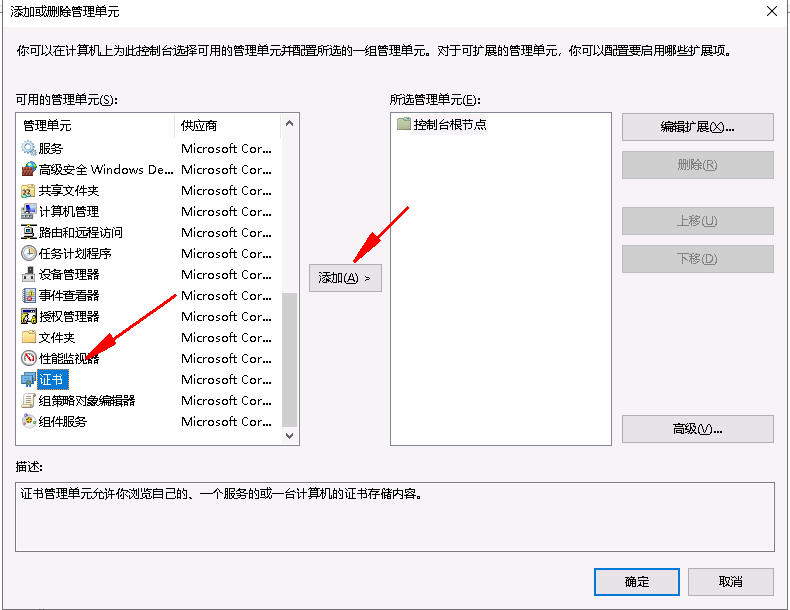 添加或删除管理单元
你可以在计算机上为此控制台选择可用的管理单元并配置所选的一组管理单元。对于可扩展的管理单元，你可以配置要启用哪些扩展项。
可用的管理单元(S):
管理单元 供应商
服务 Microsoft Cor...
高级安全 Windows De... Microsoft Cor...
共享文件夹 Microsoft Cor...
计算机管理 Microsoft Cor...
路由和远程访问 Microsoft Cor...
任务计划程序 Microsoft Cor...
设备管理器 Microsoft Cor...
事件查看器 Microsoft Cor...
授权管理器 Microsoft Cor...
文件夹 Microsoft Cor...
性能监视器 Microsoft Cor...
证书 Microsoft Cor...
组策略对象编辑器 Microsoft Cor...
组件服务 Microsoft Cor...
添加(A) >
所选管理单元(E):
控制台根节点
编辑扩展(X)...
删除(R)
上移(U)
下移(D)
高级(V)...
描述:
证书管理单元允许你浏览自己的、一个服务的或一台计算机的证书存储内容。
确定
取消